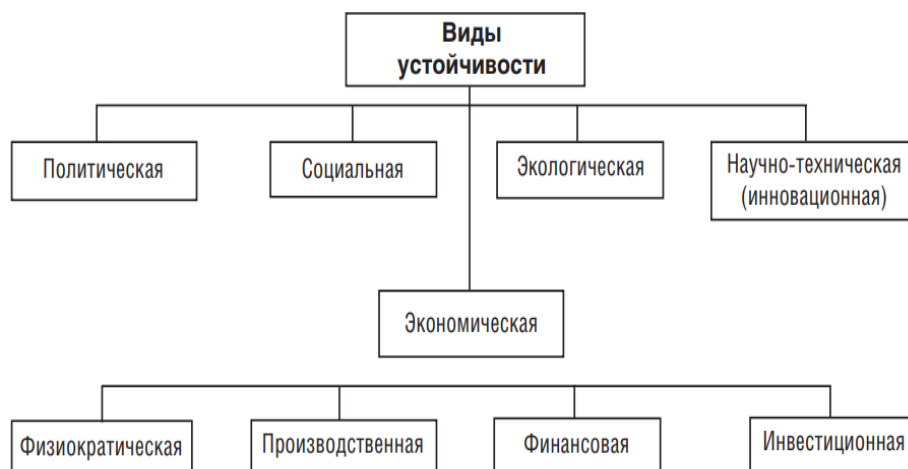 Виды
устойчивости
Политическая
Социальная
Экологическая
Научно-техническая
(инновационная)
Экономическая
Физиократическая
Производственная
Финансовая
Инвестиционная